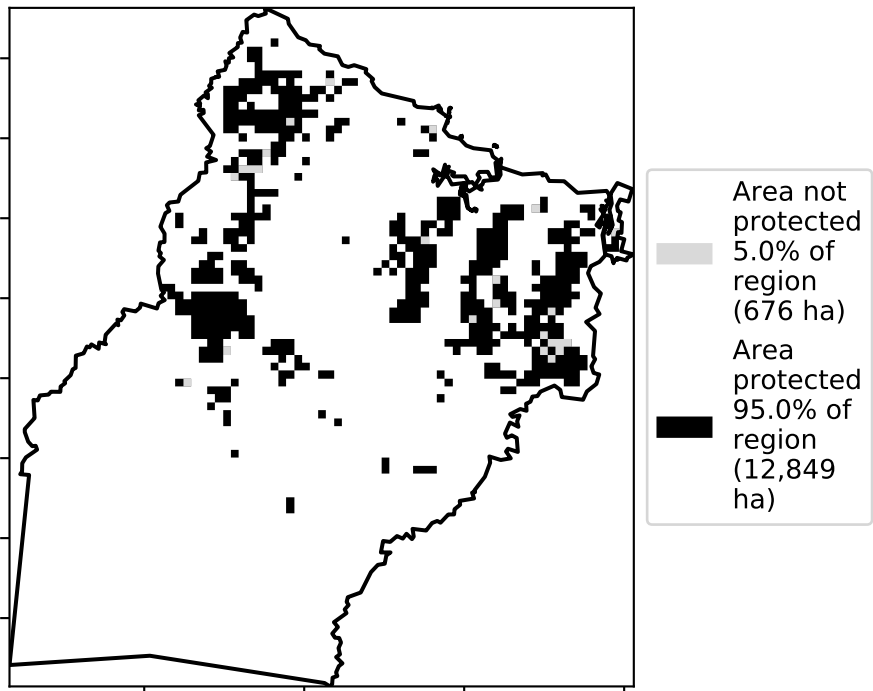 Area not
protected
5.0% of
region
(676 ha)
Area
protected
95.0% of
region
(12,849
ha)